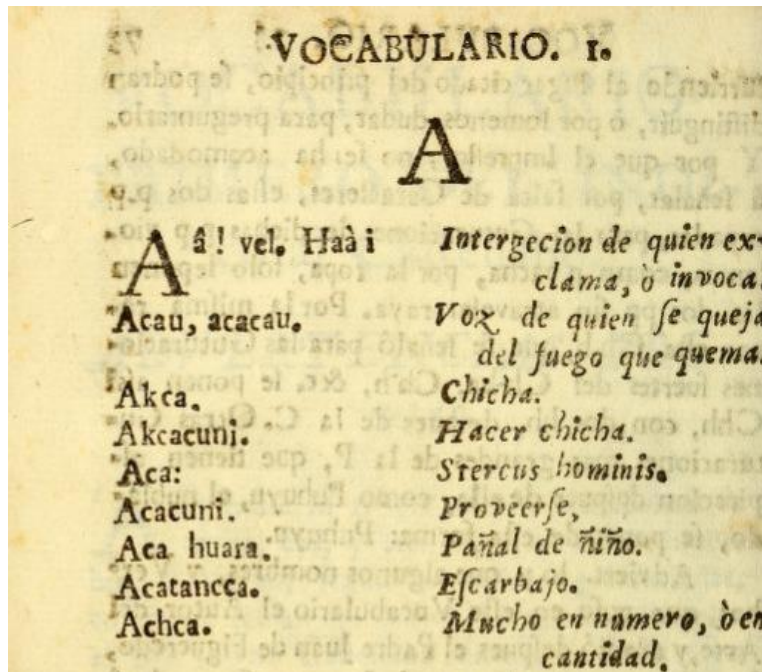 VOCABULARIO. I.
A
Aâ! vel. Haà i Intergecion de quien ex-
clama, ò invoca.
Acau, acacau. Voz de quien ſe queja
del fuego que quema.
Akca. Chicha.
Akcacuni. Hacer chicha.
Aca: Stercus hominis.
Acacuni. Proveerſe,
Aca huara. Pañal de ñiño.
Acatancca. Eſcarbajo.
Achca. Mucho en numero, ò en
cantidad.